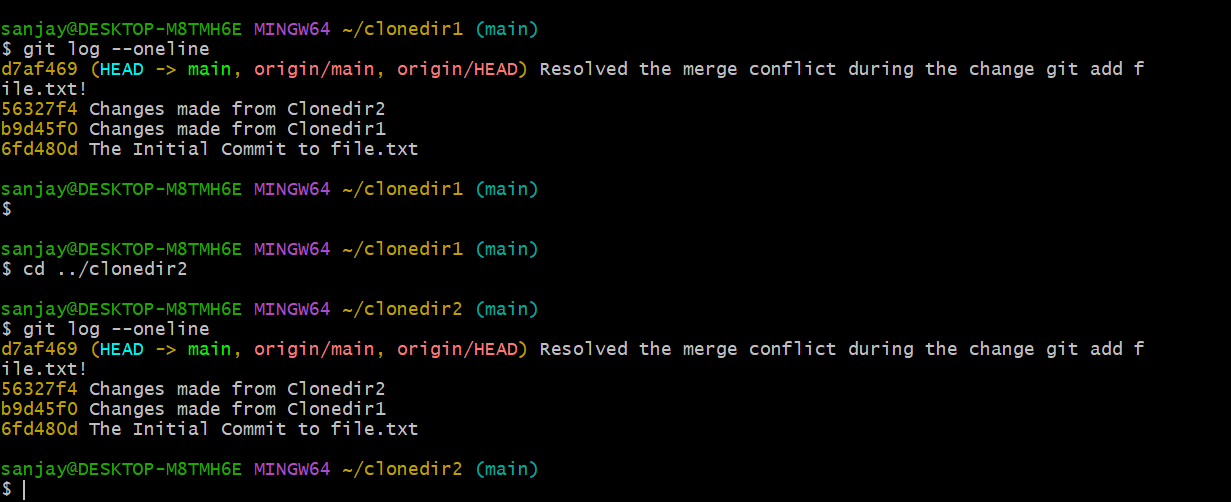 sanjay@DESKTOP-M8TMH6E MINGW64 ~/clonedir1 (main)
$ git log --oneline
d7af469 (HEAD -> main, origin/main, origin/HEAD) Resolved the merge conflict during the change git add f
ile.txt!
56327f4 Changes made from Clonedir2
b9d45f0 Changes made from Clonedir1
6fd480d The Initial Commit to file.txt
sanjay@DESKTOP-M8TMH6E MINGW64 ~/clonedir1 (main)
$
sanjay@DESKTOP-M8TMH6E MINGW64 ~/clonedir1 (main)
$ cd ../clonedir2
sanjay@DESKTOP-M8TMH6E MINGW64 ~/clonedir2 (main)
$ git log --oneline
d7af469 (HEAD -> main, origin/main, origin/HEAD) Resolved the merge conflict during the change git add f
ile.txt!
56327f4 Changes made from Clonedir2
b9d45f0 Changes made from Clonedir1
6fd480d The Initial Commit to file.txt
sanjay@DESKTOP-M8TMH6E MINGW64 ~/clonedir2 (main)
$